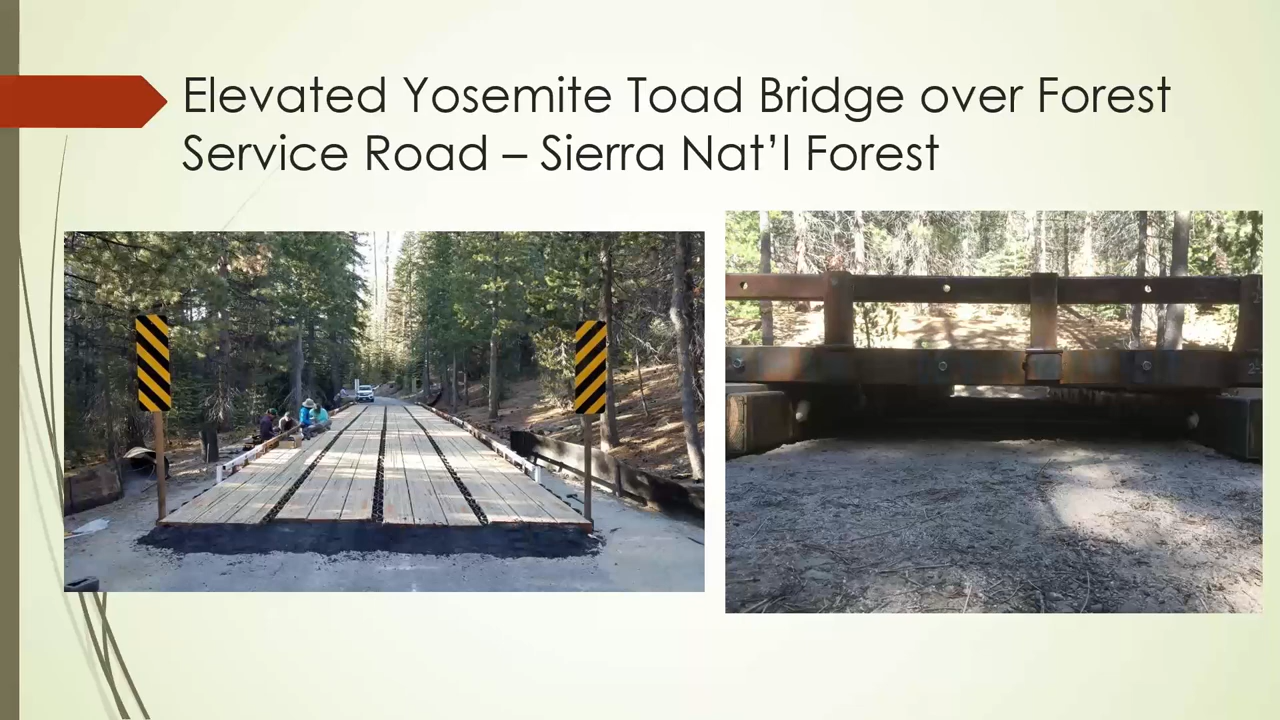 Elevated Yosemite Toad Bridge over Forest
Service Road – Sierra Nat’l Forest